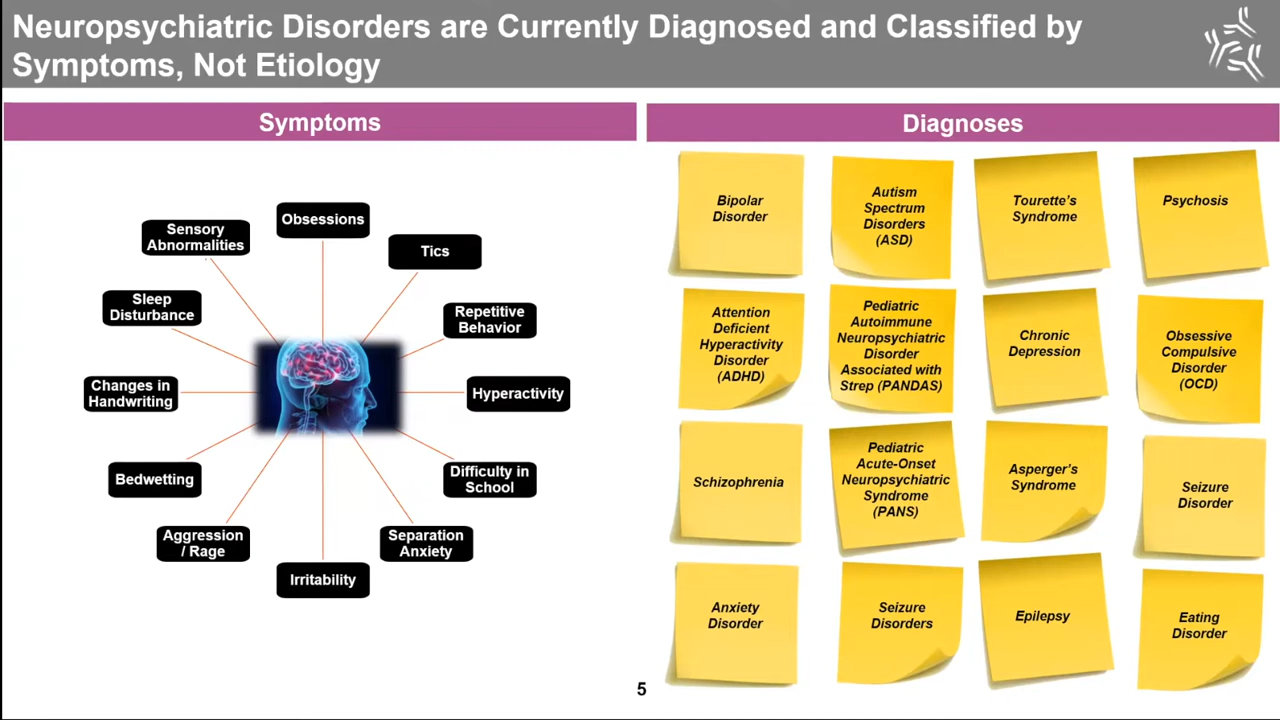 Neuropsychiatric Disorders are Currently Diagnosed and Classified by
Symptoms, Not Etiology
Symptoms
Obsessions
Sensory
Abnormalities
Tics
Sleep
Disturbance
Repetitive
Behavior
Changes in
Handwriting
Hyperactivity
Bedwetting
Difficulty in
School
Aggression
/ Rage
Separation
Anxiety
Irritability
Diagnoses
Bipolar
Disorder
Autism
Spectrum
Disorders
(ASD)
Tourette's
Syndrome
Psychosis
Attention
Deficient
Hyperactivity
Disorder
(ADHD)
Pediatric
Autoimmune
Neuropsychiatric
Disorder
Associated with
Strep (PANDAS)
Chronic
Depression
Obsessive
Compulsive
Disorder
(OCD)
Schizophrenia
Pediatric
Acute-Onset
Neuropsychiatric
Syndrome
(PANS)
Asperger's
Syndrome
Seizure
Disorder
Anxiety
Disorder
Seizure
Disorders
Epilepsy
Eating
Disorder
5